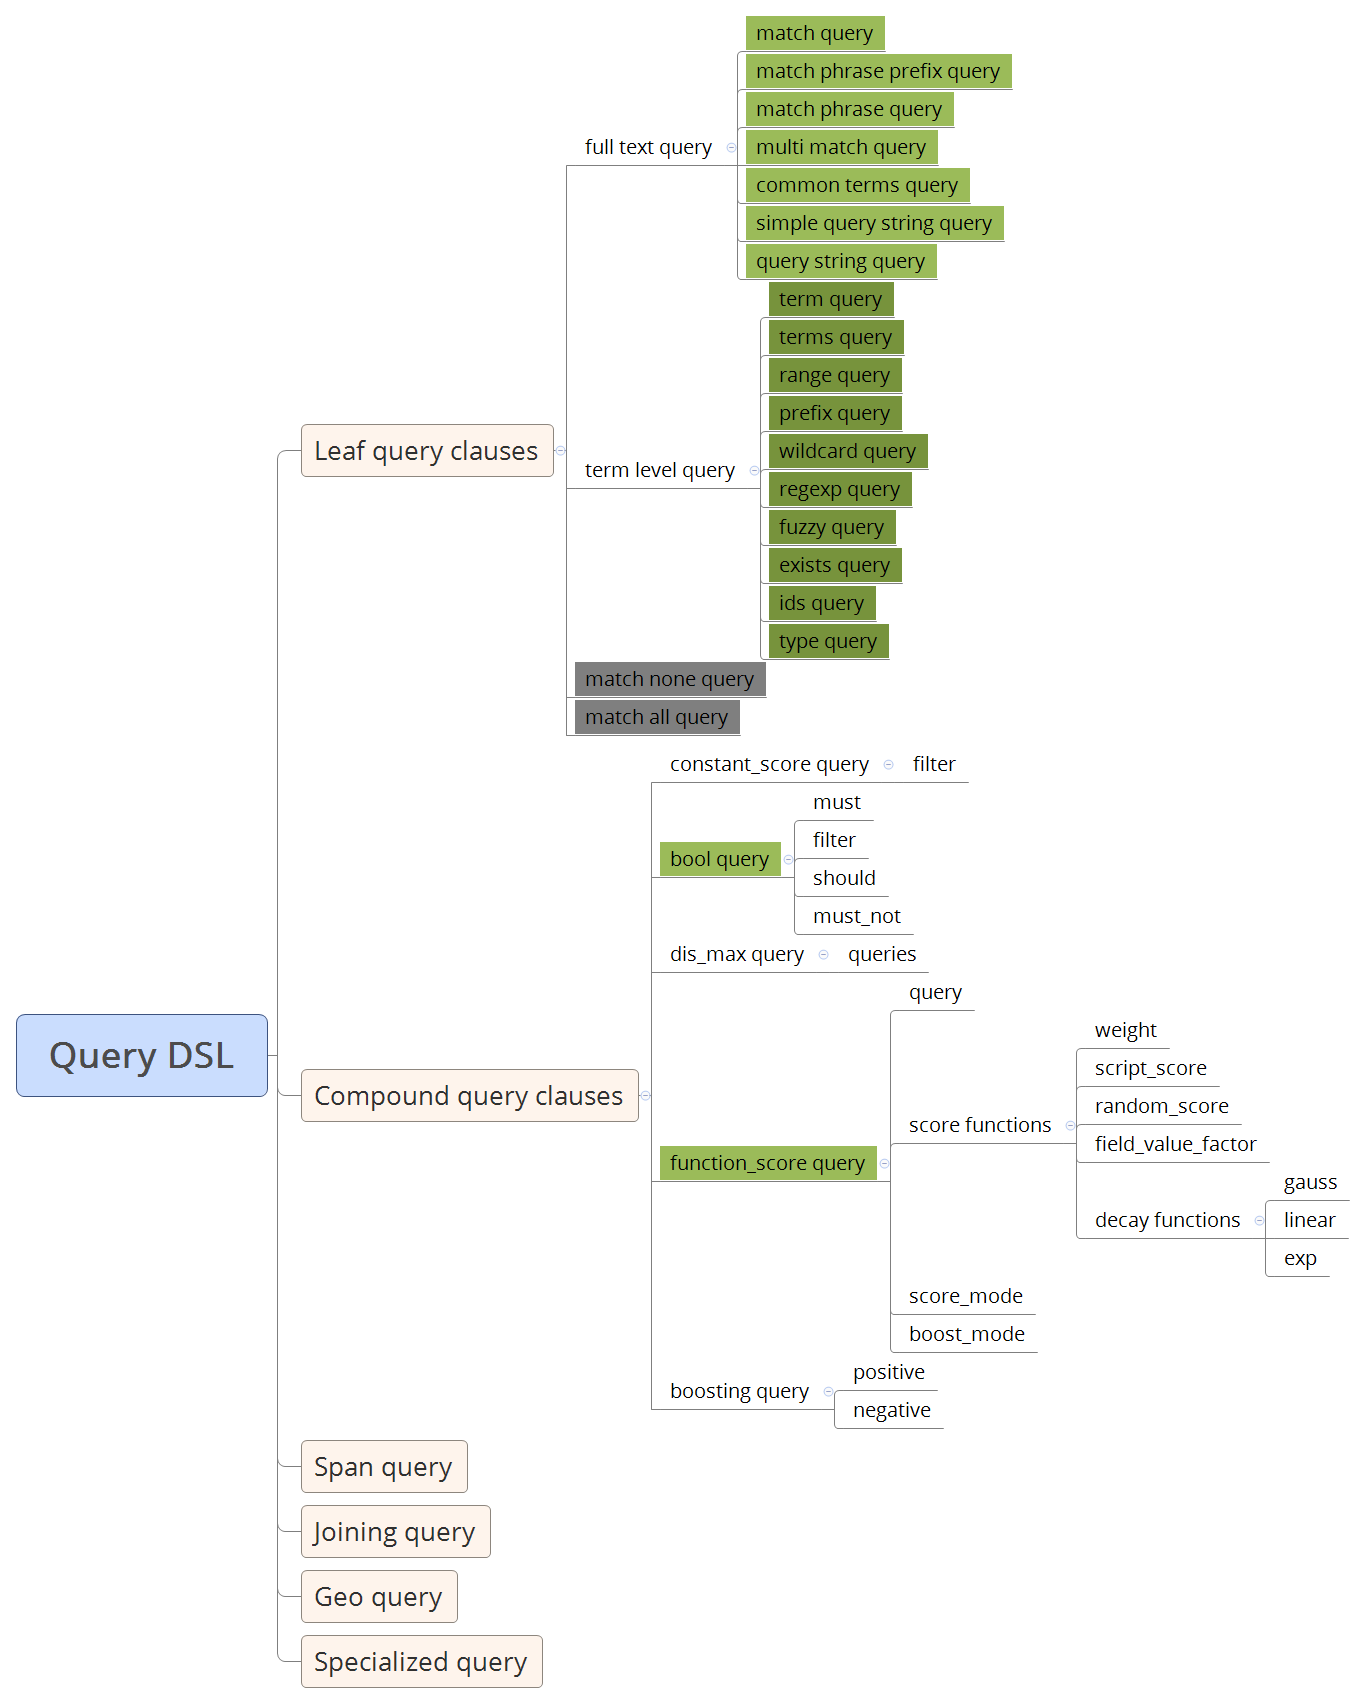 Query DSL
Leaf query clauses
full text query
match query
match phrase prefix query
match phrase query
multi match query
common terms query
simple query string query
query string query
term level query
term query
terms query
range query
prefix query
wildcard query
regexp query
fuzzy query
exists query
ids query
type query
match none query
match all query
Compound query clauses
constant_score query
filter
bool query
must
filter
should
must_not
dis_max query
queries
function_score query
query
score functions
weight
script_score
random_score
field_value_factor
decay functions
gauss
linear
exp
score_mode
boost_mode
boosting query
positive
negative
Span query
Joining query
Geo query
Specialized query